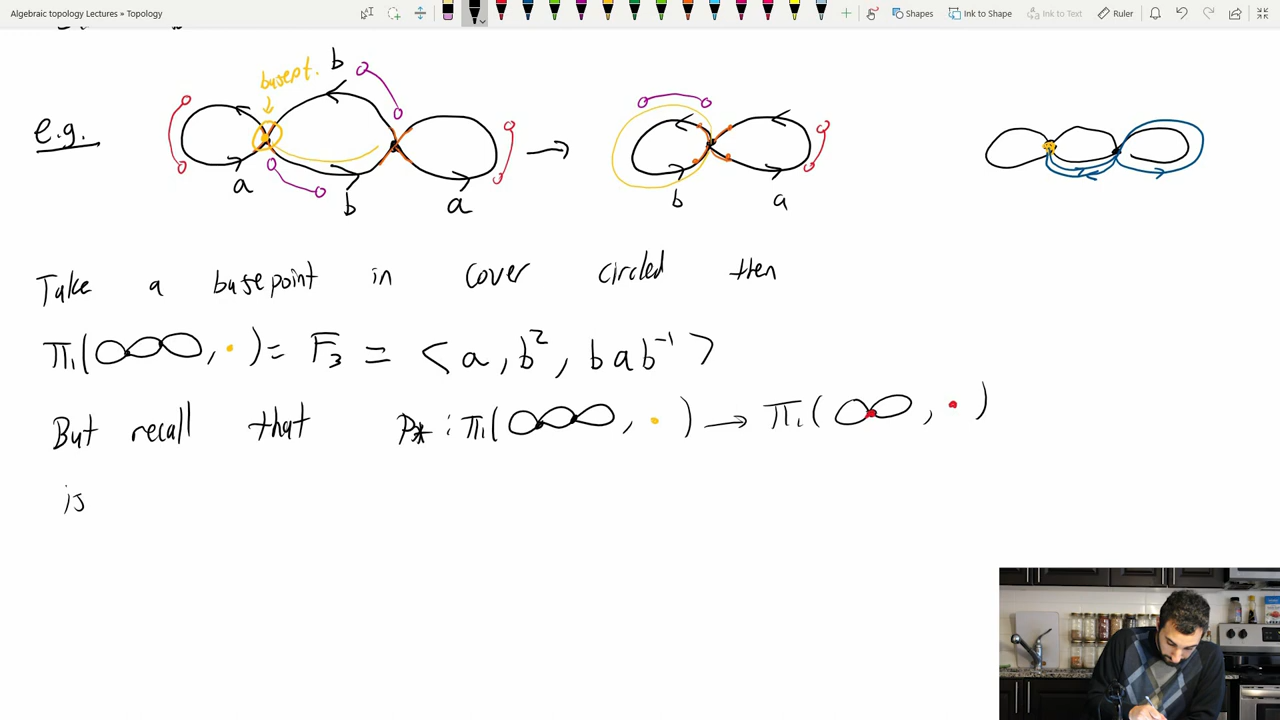 Algebraic topology Lectures » Topology
Shapes Ink to Shape Ink to Text Ruler
basept. b
e.g.
a b a b a
Take a basepoint in cover circled then
π₁( , • ) = F₃ = < a, b², bab⁻¹ >
But recall that p* : π₁( , • ) → π₁( , • )
is